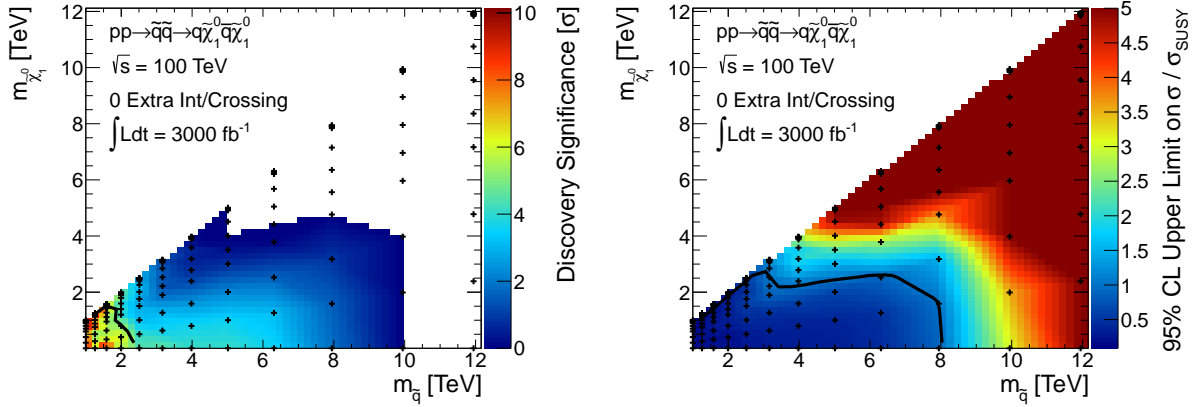 pp→q̃q̃→qχ̃₁⁰q̄χ̃₁⁰
√s = 100 TeV
0 Extra Int/Crossing
∫Ldt = 3000 fb⁻¹
m_χ̃₁⁰ [TeV]
12
10
8
6
4
2
2 4 6 8 10 12
m_q̃ [TeV]
10
8
6
4
2
0
Discovery Significance [σ]
pp→q̃q̃→qχ̃₁⁰q̄χ̃₁⁰
√s = 100 TeV
0 Extra Int/Crossing
∫Ldt = 3000 fb⁻¹
m_χ̃₁⁰ [TeV]
12
10
8
6
4
2
2 4 6 8 10 12
m_q̃ [TeV]
5
4.5
4
3.5
3
2.5
2
1.5
1
0.5
95% CL Upper Limit on σ / σ_SUSY